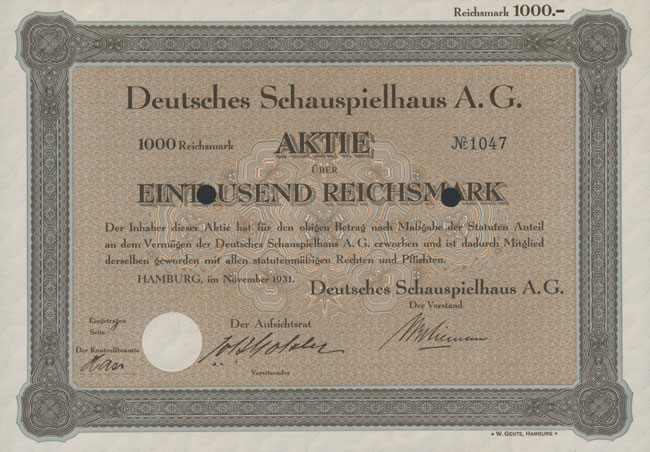 Reichsmark 1000.–
Deutsches Schauspielhaus A.G.
1000 Reichsmark AKTIE № 1047
ÜBER
EINTAUSEND REICHSMARK
Der Inhaber dieser Aktie hat für den obigen Betrag nach Maßgabe der Statuten Anteil
an dem Vermögen der Deutsches Schauspielhaus A. G. erworben und ist dadurch Mitglied
derselben geworden mit allen statutenmäßigen Rechten und Pflichten.
HAMBURG, im November 1931.
Deutsches Schauspielhaus A.G.
Der Vorstand
Eingetragen
Seite
Der Aufsichtsrat
Der Kontrollbeamte
Vorsitzender
* W. GENTE, HAMBURG *